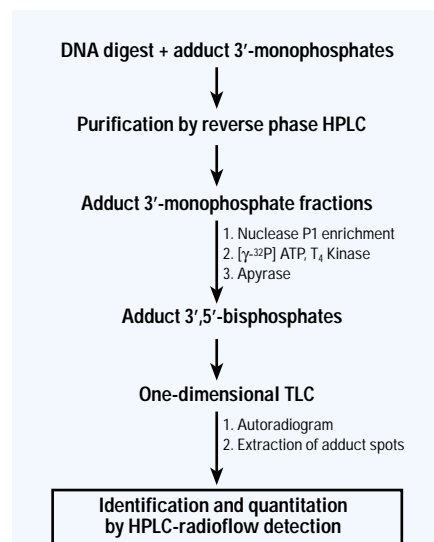 DNA digest + adduct 3′-monophosphates
Purification by reverse phase HPLC
Adduct 3′-monophosphate fractions
1. Nuclease P1 enrichment
2. [γ-³²P] ATP, T₄ Kinase
3. Apyrase
Adduct 3′,5′-bisphosphates
One-dimensional TLC
1. Autoradiogram
2. Extraction of adduct spots
Identification and quantitation
by HPLC-radioflow detection